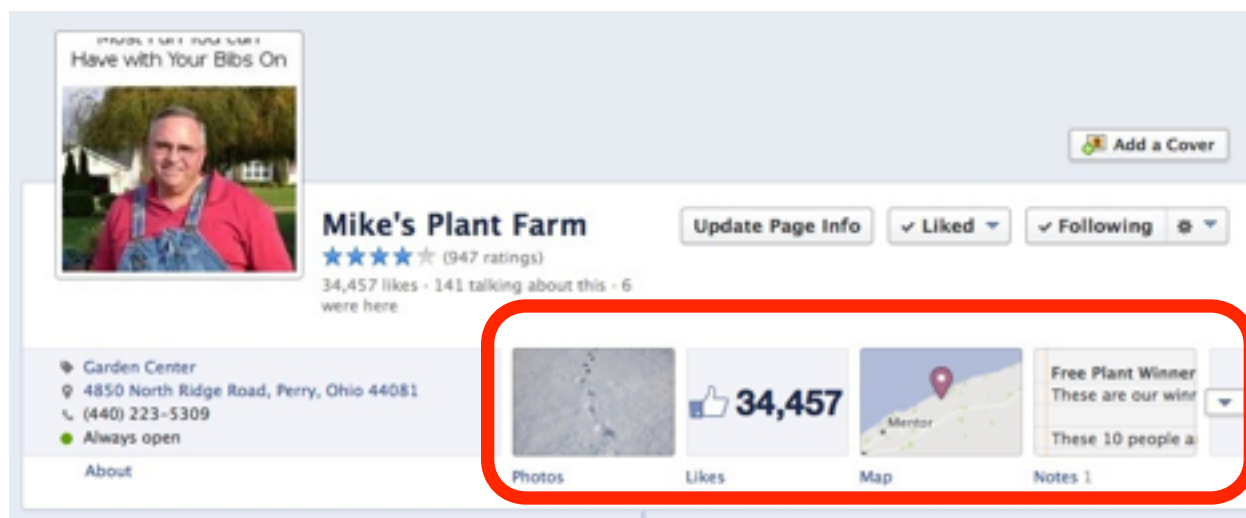 Have with Your Bibs On
Add a Cover
Mike's Plant Farm
Update Page Info
Liked
Following
(947 ratings)
34,457 likes · 141 talking about this · 6
were here
Garden Center
4850 North Ridge Road, Perry, Ohio 44081
(440) 223-5309
Always open
About
34,457
Mentor
Free Plant Winner
These are our winr
These 10 people a
Photos
Likes
Map
Notes 1